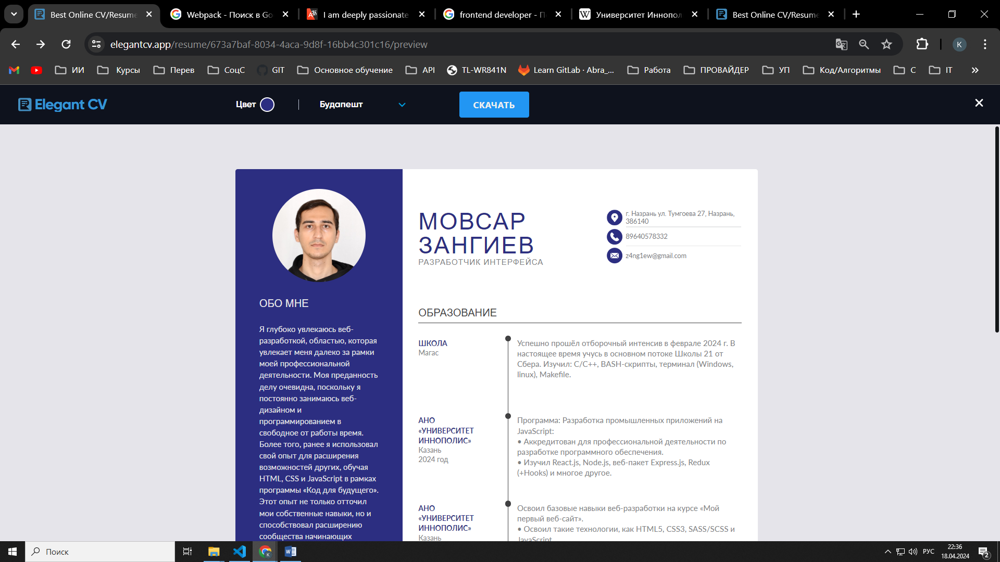 Best Online CV/Resume
Webpack - Поиск в Go
I am deeply passionate
frontend developer - П
Университет Иннопол
Best Online CV/Resume
elegantcv.app/resume/673a7baf-8034-4aca-9d8f-16bb4c301c16/preview
K
ИИ
Курсы
Перев
СоцС
GIT
Основное обучение
API
TL-WR841N
Learn GitLab · Abra_...
Работа
ПРОВАЙДЕР
УП
Код/Алгоритмы
С
IT
Elegant CV
Цвет
Будапешт
СКАЧАТЬ
МОВСАР
ЗАНГИЕВ
РАЗРАБОТЧИК ИНТЕРФЕЙСА
г. Назрань ул. Тумгоева 27, Назрань,
386140
89640578332
z4ng1ew@gmail.com
ОБО МНЕ
Я глубоко увлекаюсь веб-
разработкой, областью, которая
увлекает меня далеко за рамки
моей профессиональной
деятельности. Моя преданность
делу очевидна, поскольку я
постоянно занимаюсь веб-
дизайном и
программированием в
свободное от работы время.
Более того, ранее я использовал
свой опыт для расширения
возможностей других, обучая
HTML, CSS и JavaScript в рамках
программы «Код для будущего».
Этот опыт не только отточил
мои собственные навыки, но и
способствовал расширению
сообщества начинающих
ОБРАЗОВАНИЕ
ШКОЛА
Магас
Успешно прошёл отборочный интенсив в феврале 2024 г. В
настоящее время учусь в основном потоке Школы 21 от
Сбера. Изучил: C/C++, BASH-скрипты, терминал (Windows,
linux), Makefile.
АНО
«УНИВЕРСИТЕТ
ИННОПОЛИС»
Казань
2024 год
Программа: Разработка промышленных приложений на
JavaScript:
● Аккредитован для профессиональной деятельности по
разработке программного обеспечения.
● Изучил React.js, Node.js, веб-пакет Express.js, Redux
(+Hooks) и многое другое.
АНО
«УНИВЕРСИТЕТ
ИННОПОЛИС»
Казань
Освоил базовые навыки веб-разработки на курсе «Мой
первый веб-сайт».
● Освоил такие технологии, как HTML5, CSS3, SASS/SCSS и
JavaScript
Поиск
РУС
22:36
18.04.2024
2